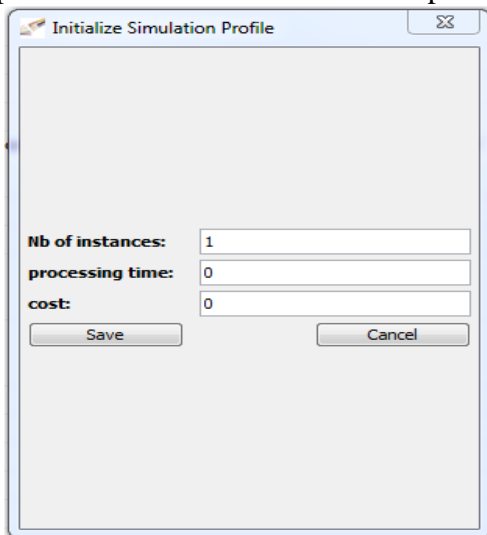 Initialize Simulation Profile
Nb of instances: 1
processing time: 0
cost: 0
Save Cancel